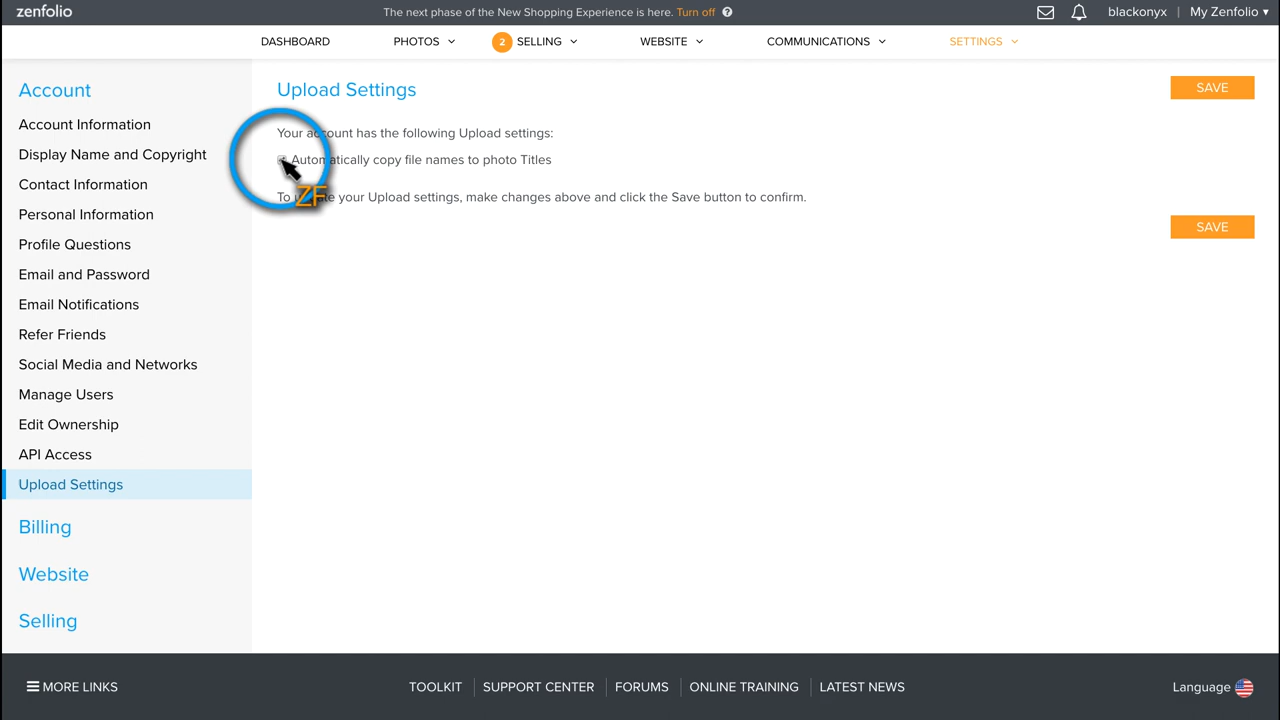 zenfolio
The next phase of the New Shopping Experience is here. Turn off ?
blackonyx | My Zenfolio ▾
DASHBOARD PHOTOS 2 SELLING WEBSITE COMMUNICATIONS SETTINGS
Account
Account Information
Display Name and Copyright
Contact Information
Personal Information
Profile Questions
Email and Password
Email Notifications
Refer Friends
Social Media and Networks
Manage Users
Edit Ownership
API Access
Upload Settings
Billing
Website
Selling
Upload Settings
SAVE
Your account has the following Upload settings:
Automatically copy file names to photo Titles
ZF
To your Upload settings, make changes above and click the Save button to confirm.
SAVE
MORE LINKS
TOOLKIT | SUPPORT CENTER | FORUMS | ONLINE TRAINING | LATEST NEWS
Language